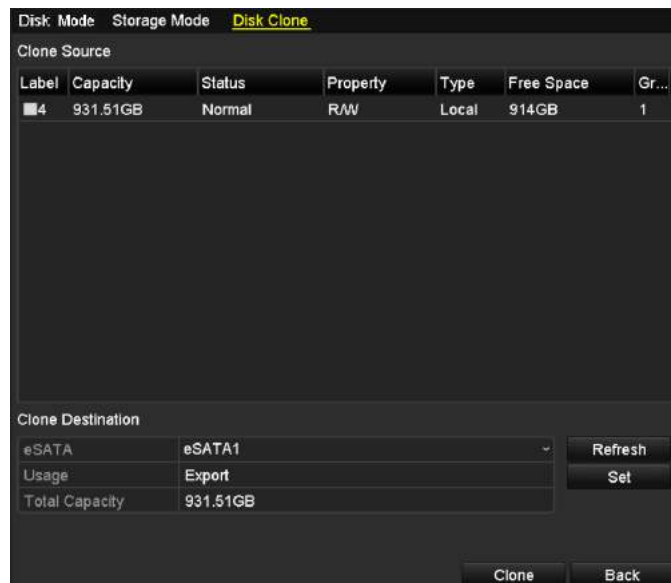 Disk Mode Storage Mode Disk Clone
Clone Source
Label Capacity Status Property Type Free Space Gr...
4 931.51GB Normal R/W Local 914GB 1
Clone Destination
eSATA eSATA1 Refresh
Usage Export Set
Total Capacity 931.51GB
Clone Back